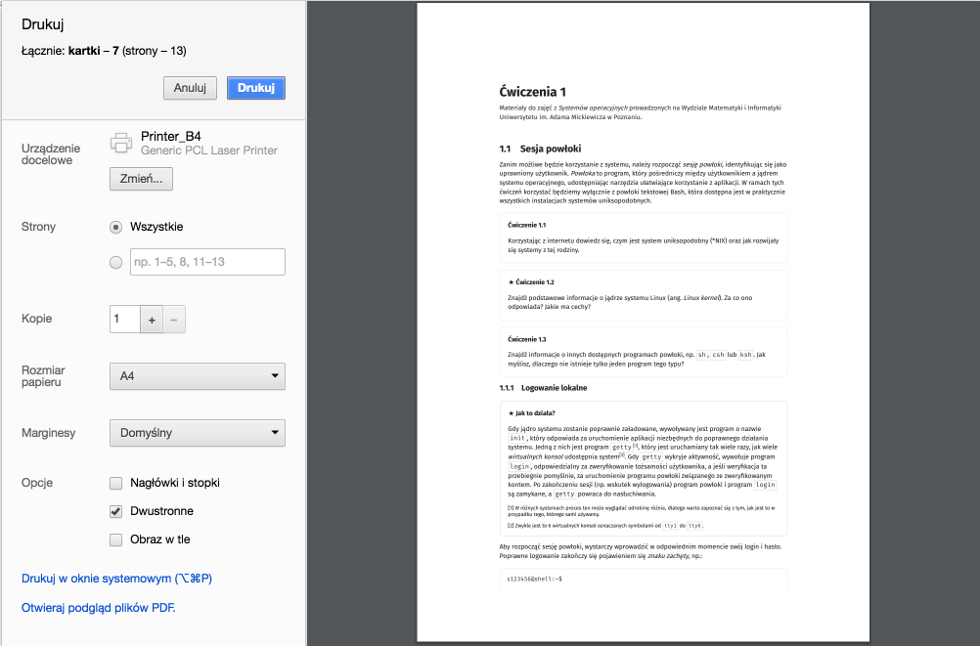 Drukuj
Łącznie: kartki – 7 (strony – 13)
Anuluj
Drukuj
Urządzenie
docelowe
Printer_B4
Generic PCL Laser Printer
Zmień...
Strony
Wszystkie
np. 1–5, 8, 11–13
Kopie
1
+
−
Rozmiar
papieru
A4
Marginesy
Domyślny
Opcje
Nagłówki i stopki
Dwustronne
Obraz w tle
Drukuj w oknie systemowym (⌥⌘P)
Otwieraj podgląd plików PDF.
Ćwiczenia 1
Materiały do zajęć z Systemów operacyjnych prowadzonych na Wydziale Matematyki i Informatyki
Uniwersytetu im. Adama Mickiewicza w Poznaniu.
1.1 Sesja powłoki
Zanim możliwe będzie korzystanie z systemu, należy rozpocząć sesję powłoki, identyfikując się jako
uprawniony użytkownik. Powłoka to program, który pośredniczy między użytkownikiem a jądrem
systemu operacyjnego, udostępniając narzędzia ułatwiające korzystanie z aplikacji. W ramach tych
ćwiczeń korzystać będziemy wyłącznie z powłoki tekstowej Bash, która dostępna jest w praktycznie
wszystkich instalacjach systemów uniksopodobnych.
Ćwiczenie 1.1
Korzystając z internetu dowiedz się, czym jest system uniksopodobny (*NIX) oraz jak rozwijały
się systemy z tej rodziny.
★ Ćwiczenie 1.2
Znajdź podstawowe informacje o jądrze systemu Linux (ang. Linux kernel). Za co ono
odpowiada? Jakie ma cechy?
Ćwiczenie 1.3
Znajdź informacje o innych dostępnych programach powłoki, np. sh, csh lub ksh. Jak
myślisz, dlaczego nie istnieje tylko jeden program tego typu?
1.1.1 Logowanie lokalne
★ Jak to działa?
Gdy jądro systemu zostanie poprawnie załadowane, wywoływany jest program o nazwie
init, który odpowiada za uruchomienie aplikacji niezbędnych do poprawnego działania
systemu. Jedną z nich jest program getty[1], który jest uruchamiany tak wiele razy, jak wiele
wirtualnych konsol udostępnia system[2]. Gdy getty wykryje aktywność, wywołuje program
login, odpowiedzialny za zweryfikowanie tożsamości użytkownika, a jeśli weryfikacja ta
przebiegnie pomyślnie, za uruchomienie programu powłoki związanego ze zweryfikowanym
kontem. Po zakończeniu sesji (np. wskutek wylogowania) program powłoki i program login
są zamykane, a getty powraca do nasłuchiwania.
[1] W różnych systemach proces ten może wyglądać odrobinę różnie, dlatego warto zapoznać się z tym, jak jest to w
przypadku tego, którego sami używamy.
[2] Zwykle jest to 6 wirtualnych konsol oznaczanych symbolami od tty1 do tty6.
Aby rozpocząć sesję powłoki, wystarczy wprowadzić w odpowiednim momencie swój login i hasło.
Poprawne logowanie zakończy się pojawieniem się znaku zachęty, np.:
s123456@shell:~$